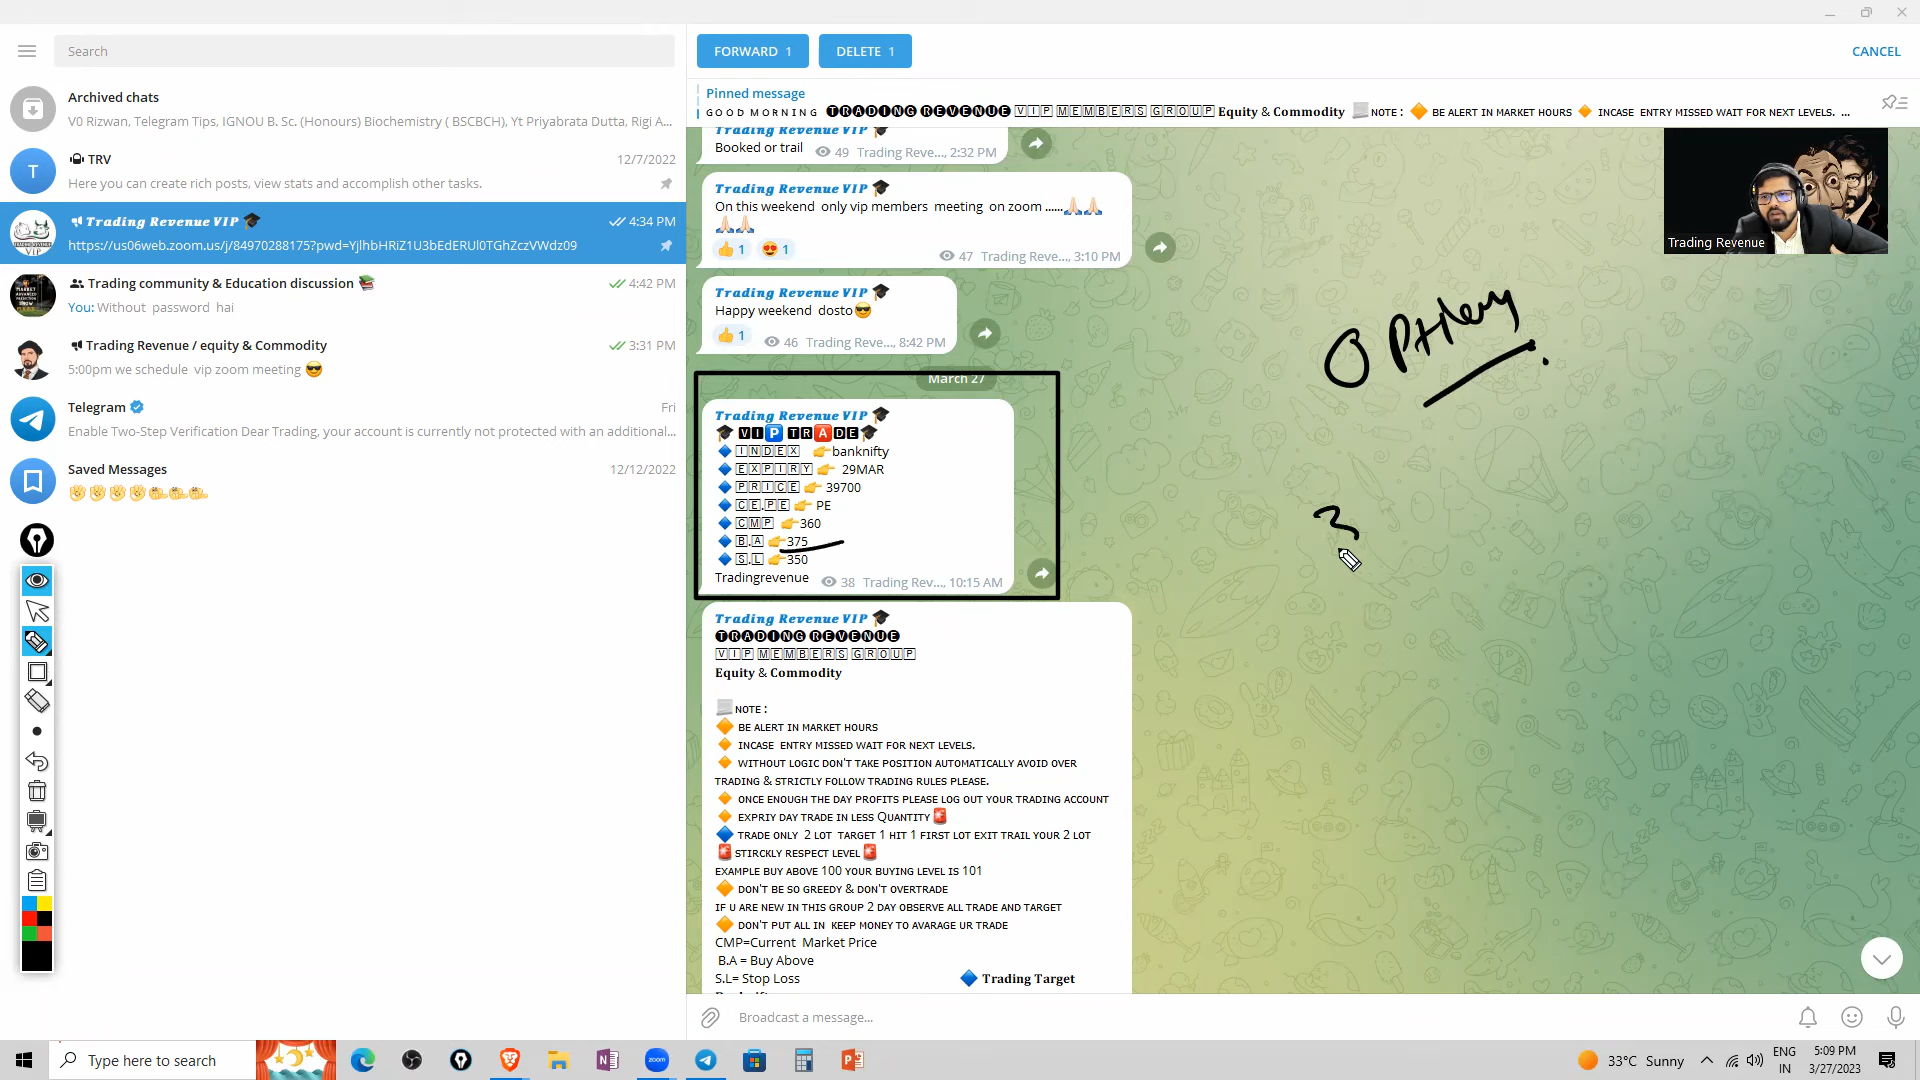 Search
FORWARD 1
DELETE 1
CANCEL
Archived chats
V0 Rizwan, Telegram Tips, IGNOU B. Sc. (Honours) Biochemistry ( BSCBCH), Yt Priyabrata Dutta, Rigi A...
T
TRV
12/7/2022
Here you can create rich posts, view stats and accomplish other tasks.
Trading Revenue VIP 🎓
4:34 PM
https://us06web.zoom.us/j/84970288175?pwd=YjlhbHRiZ1U3bEdERUl0TGhZczVWdz09
Trading community & Education discussion 📚
4:42 PM
You: Without password hai
Trading Revenue / equity & Commodity
3:31 PM
5:00pm we schedule vip zoom meeting 😎
Telegram
Fri
Enable Two-Step Verification Dear Trading, your account is currently not protected with an additional...
Saved Messages
12/12/2022
Pinned message
GOOD MORNING 🅣🅡🅐🅓🅘🅝🅖 🅡🅔🅥🅔🅝🅤🅔 🅅🄸🄿 🄼🄴🄼🄱🄴🅁🅂 🄶🅁🄾🅄🄿 Equity & Commodity 📃NOTE : 🔶 BE ALERT IN MARKET HOURS 🔸 INCASE ENTRY MISSED WAIT FOR NEXT LEVELS. ...
Trading Revenue VIP 🎓
Booked or trail
49 Trading Reve..., 2:32 PM
Trading Revenue VIP 🎓
On this weekend only vip members meeting on zoom ......🙏🏻🙏🏻
🙏🏻🙏🏻
👍 1 😍 1
47 Trading Reve..., 3:10 PM
Trading Revenue VIP 🎓
Happy weekend dosto😎
👍 1
46 Trading Reve..., 8:42 PM
March 27
Trading Revenue VIP 🎓
🎓 🆅🅸🅿 🆃🆁🅰🅳🅴🎓
🔷 🄸🄽🄳🄴🅇 👉banknifty
🔷 🄴🅇🄿🄸🅁🅈 👉 29MAR
🔷 🄿🅁🄸🄲🄴 👉 39700
🔷 🄲🄴.🄿🄴 👉 PE
🔷 🄲🄼🄿 👉360
🔷 🄱.🄰 👉375
🔷 🅂.🄻 👉350
Tradingrevenue
38 Trading Rev..., 10:15 AM
Trading Revenue VIP 🎓
🅣🅡🅐🅓🅘🅝🅖 🅡🅔🅥🅔🅝🅤🅔
🅅🄸🄿 🄼🄴🄼🄱🄴🅁🅂 🄶🅁🄾🅄🄿
Equity & Commodity
📃NOTE :
🔶 BE ALERT IN MARKET HOURS
🔸 INCASE ENTRY MISSED WAIT FOR NEXT LEVELS.
🔸 WITHOUT LOGIC DON'T TAKE POSITION AUTOMATICALLY AVOID OVER
TRADING & STRICTLY FOLLOW TRADING RULES PLEASE.
🔸 ONCE ENOUGH THE DAY PROFITS PLEASE LOG OUT YOUR TRADING ACCOUNT
🔸 EXPRIY DAY TRADE IN LESS QUANTITY🚨
🔷 TRADE ONLY 2 LOT TARGET 1 HIT 1 FIRST LOT EXIT TRAIL YOUR 2 LOT
🚨STIRCKLY RESPECT LEVEL🚨
EXAMPLE BUY ABOVE 100 YOUR BUYING LEVEL IS 101
🔶 DON'T BE SO GREEDY & DON'T OVERTRADE
IF U ARE NEW IN THIS GROUP 2 DAY OBSERVE ALL TRADE AND TARGET
🔶 DON'T PUT ALL IN KEEP MONEY TO AVARAGE UR TRADE
CMP=Current Market Price
B.A = Buy Above
S.L= Stop Loss 🔷 Trading Target
Trading Revenue
3
Broadcast a message...
Type here to search
zoom
33°C Sunny
ENG
IN
5:09 PM
3/27/2023